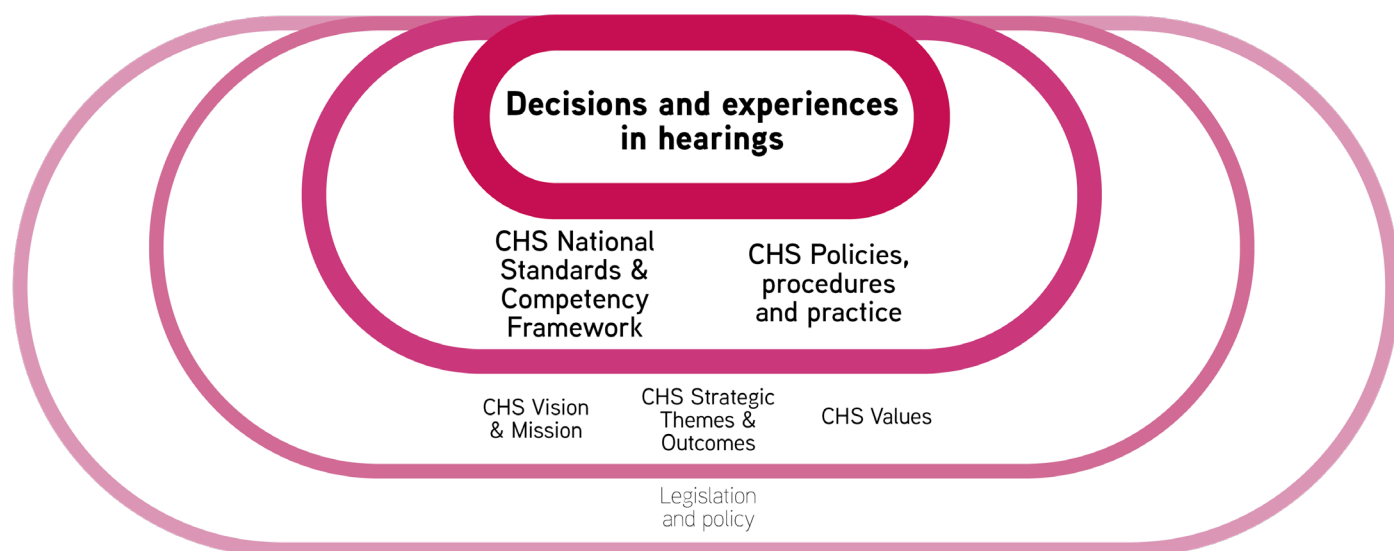 Decisions and experiences
in hearings
CHS National
Standards &
Competency
Framework
CHS Policies,
procedures
and practice
CHS Vision
& Mission
CHS Strategic
Themes &
Outcomes
CHS Values
Legislation
and policy